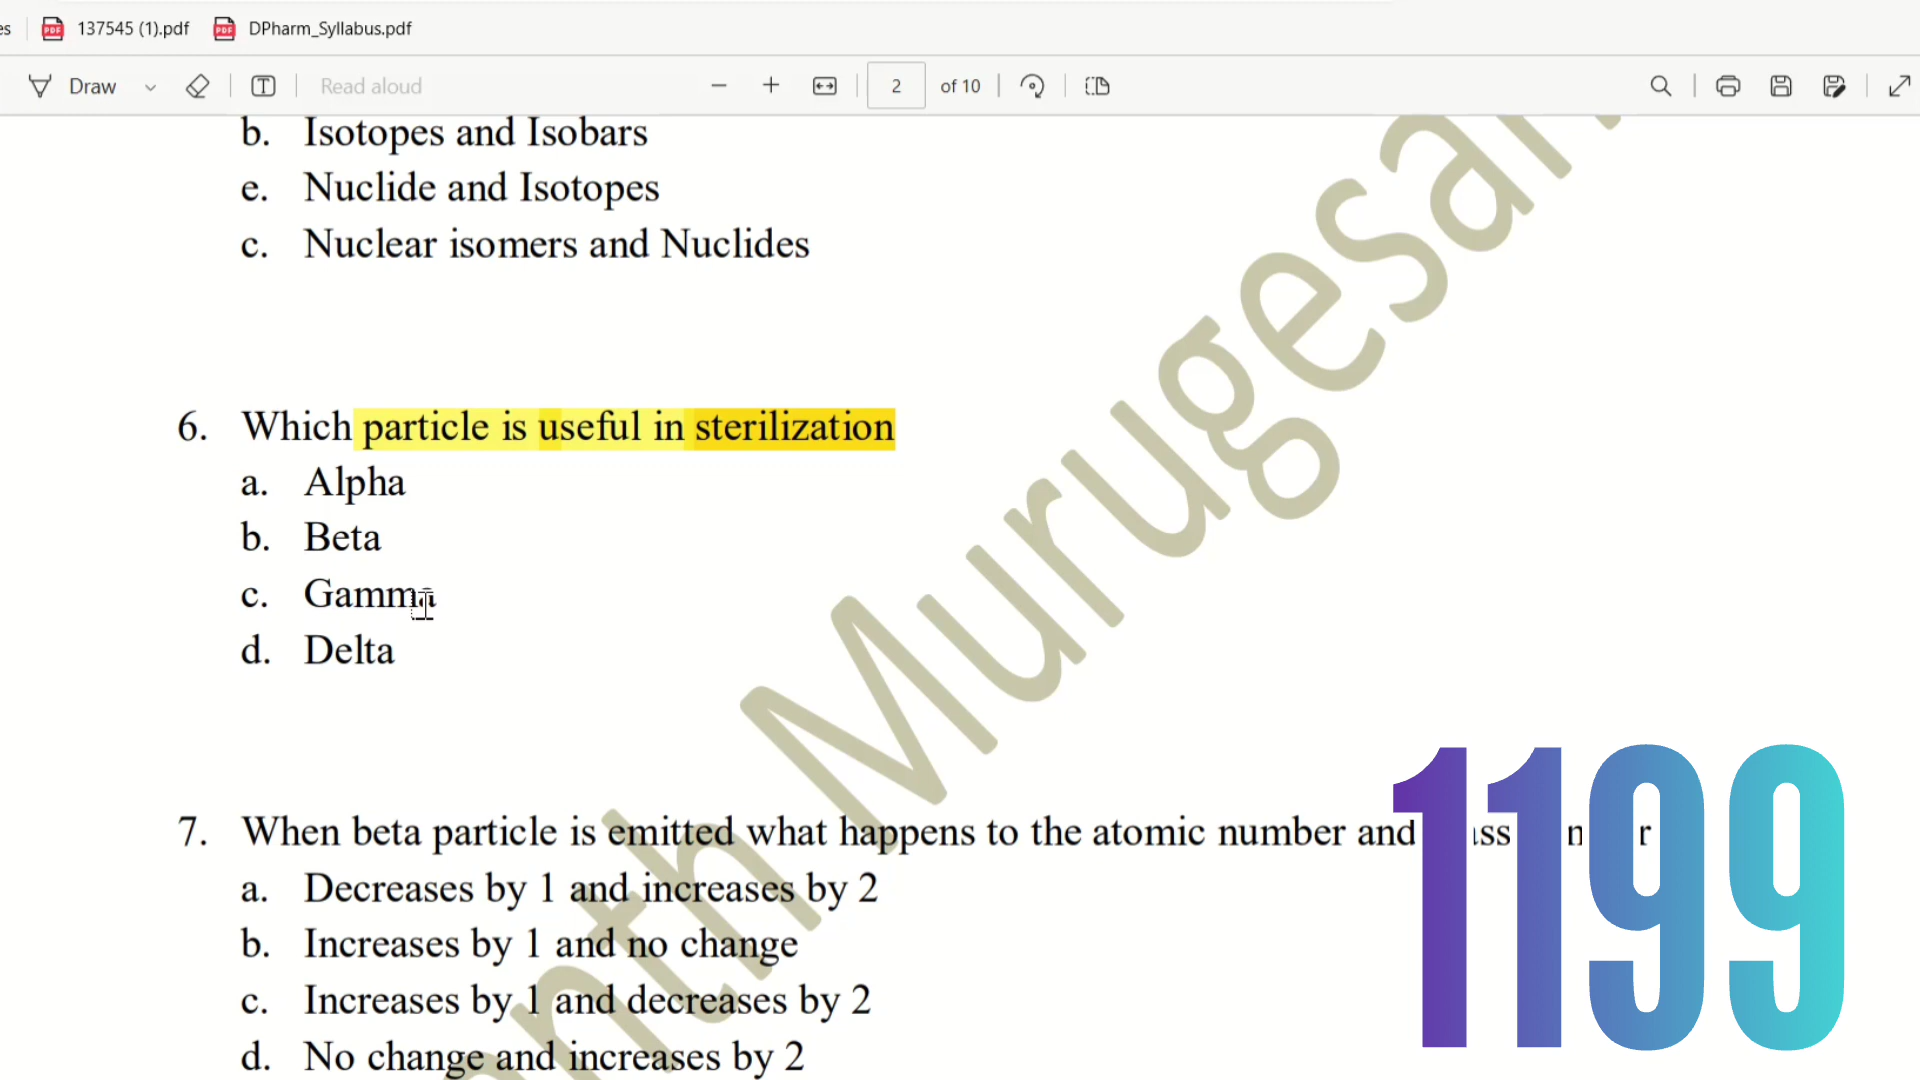 es 137545 (1).pdf DPharm_Syllabus.pdf
Draw T Read aloud 2 of 10
b. Isotopes and Isobars
e. Nuclide and Isotopes
c. Nuclear isomers and Nuclides
6. Which particle is useful in sterilization
a. Alpha
b. Beta
c. Gamma
d. Delta
7. When beta particle is emitted what happens to the atomic number and
a. Decreases by 1 and increases by 2
b. Increases by 1 and no change
c. Increases by 1 and decreases by 2
d. No change and increases by 2
Murugesan
1199